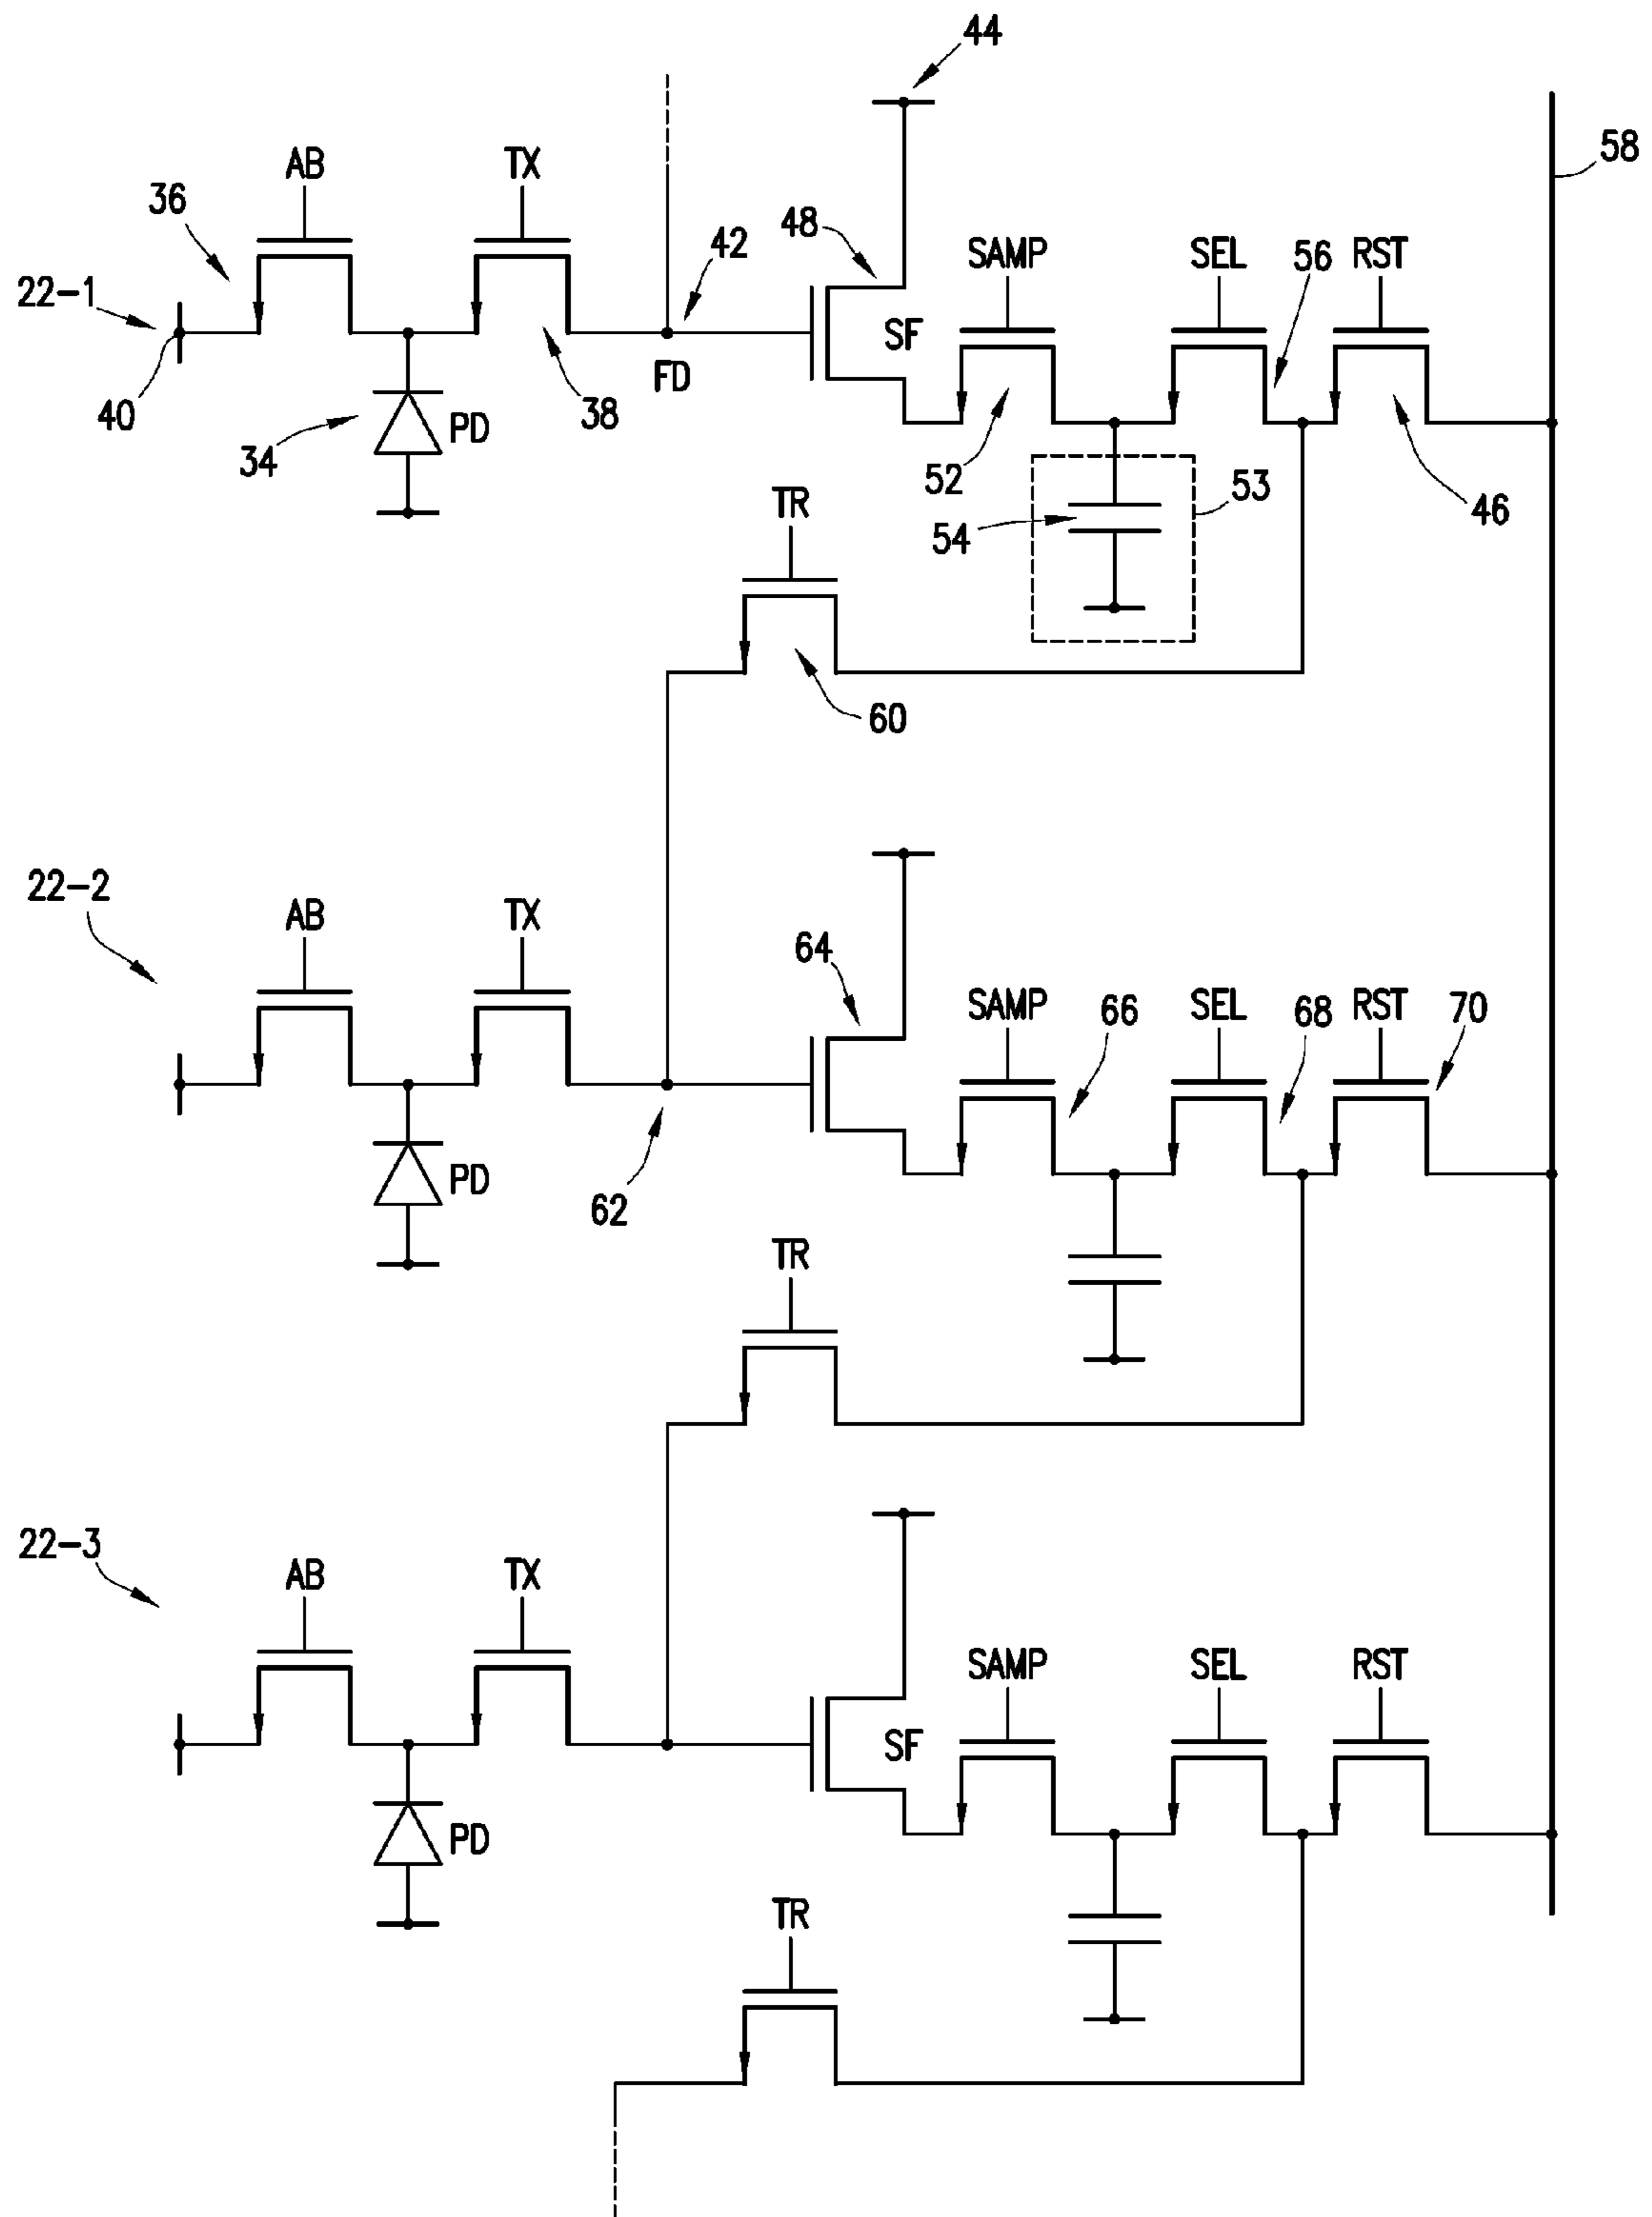 44
58
AB
TX
36
48
42
SAMP
SEL
56
RST
22-1
SF
FD
40
38
PD
34
52
53
46
TR
54
60
22-2
AB
TX
64
SAMP
66
SEL
68
RST
70
PD
62
TR
22-3
AB
TX
SAMP
SEL
RST
SF
PD
TR